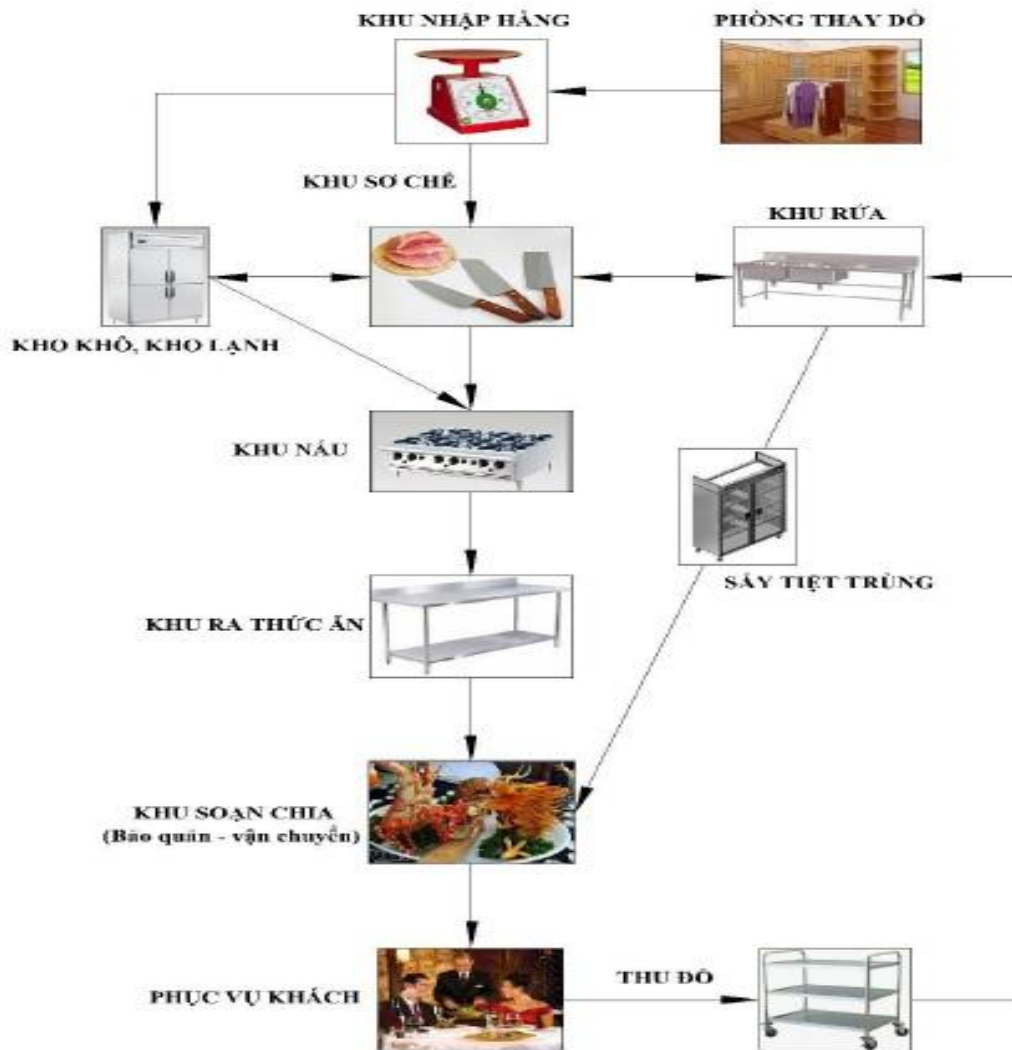 KHU NHẬP HÀNG
PHÒNG THAY ĐỒ
KHU SƠ CHẾ
KHU RỬA
KHO KHÔ, KHO LẠNH
KHU NẤU
SẤY TIỆT TRÙNG
KHU RA THỨC ĂN
KHU SOẠN CHIA
(Bảo quản - vận chuyển)
PHỤC VỤ KHÁCH
THU ĐỒ